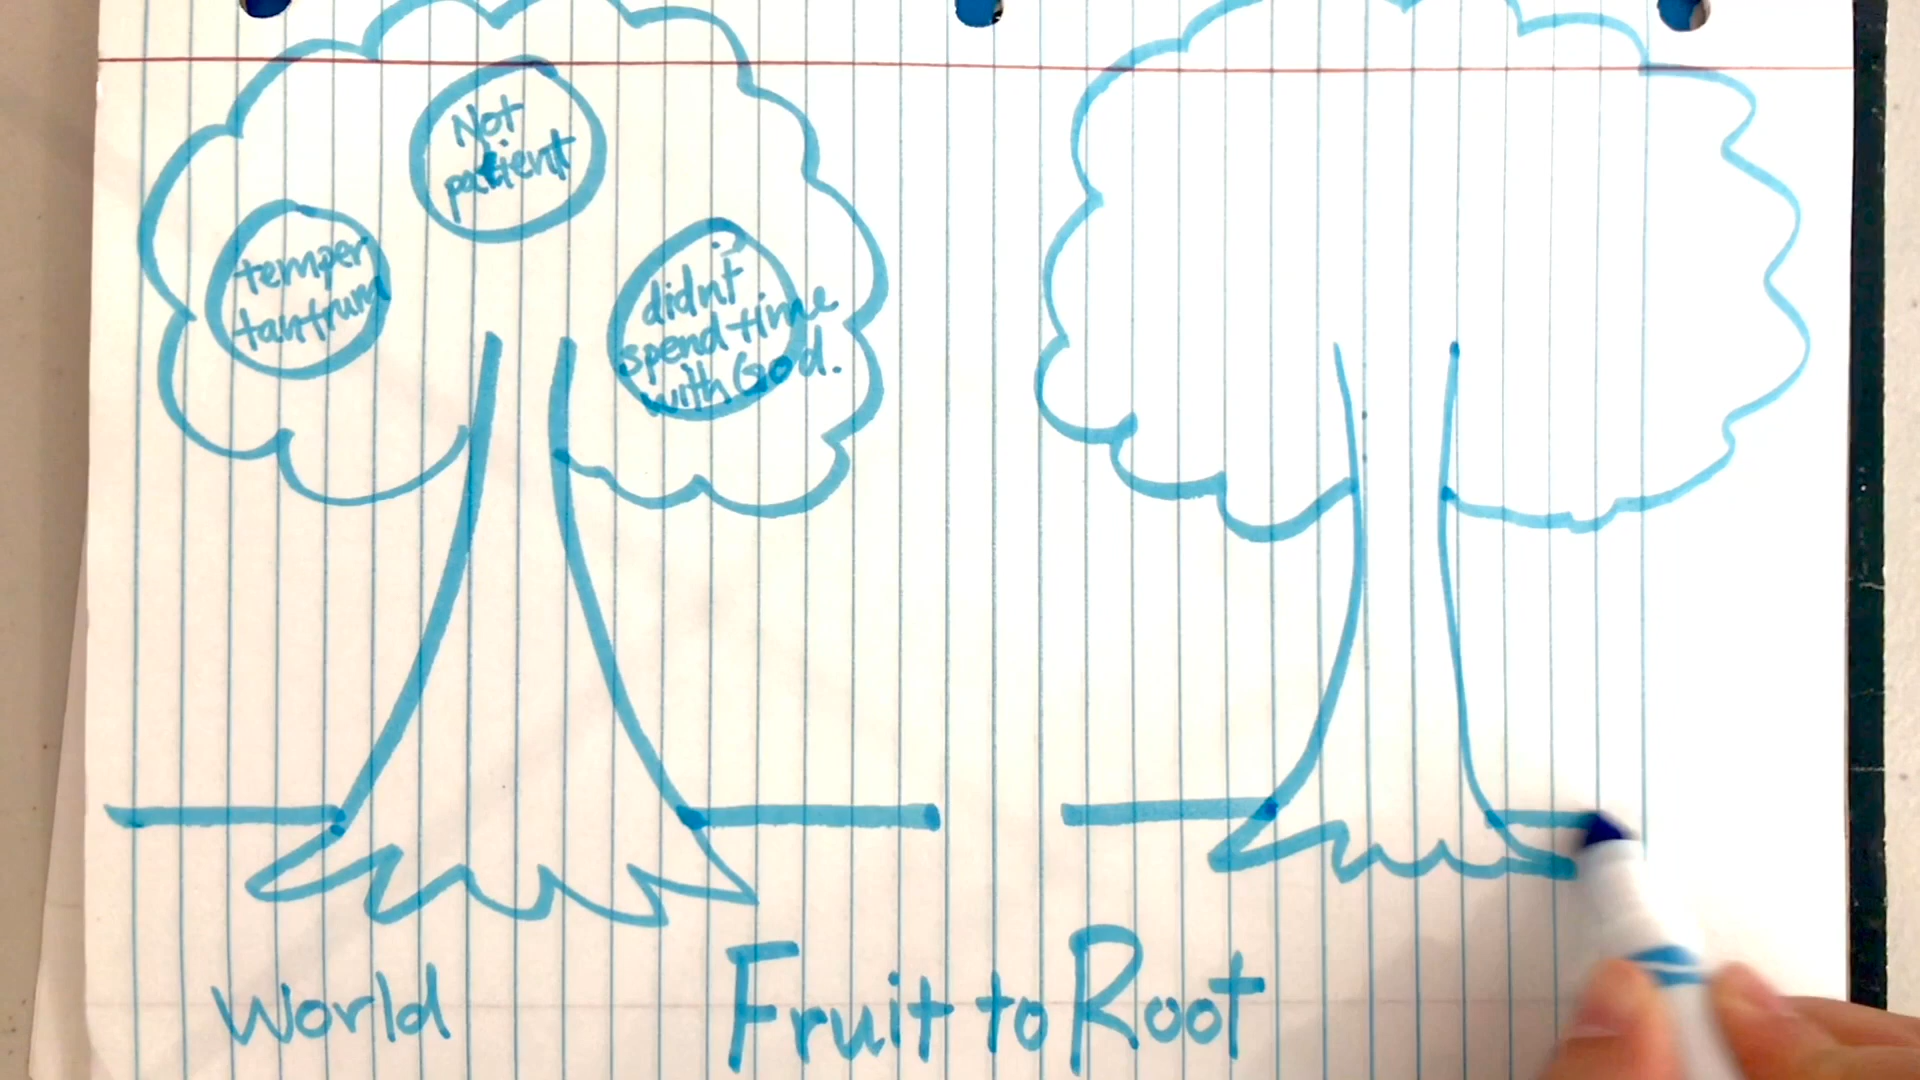 Not
patient
temper
tantrum
didn't
spend time
with God.
World
Fruit to Root